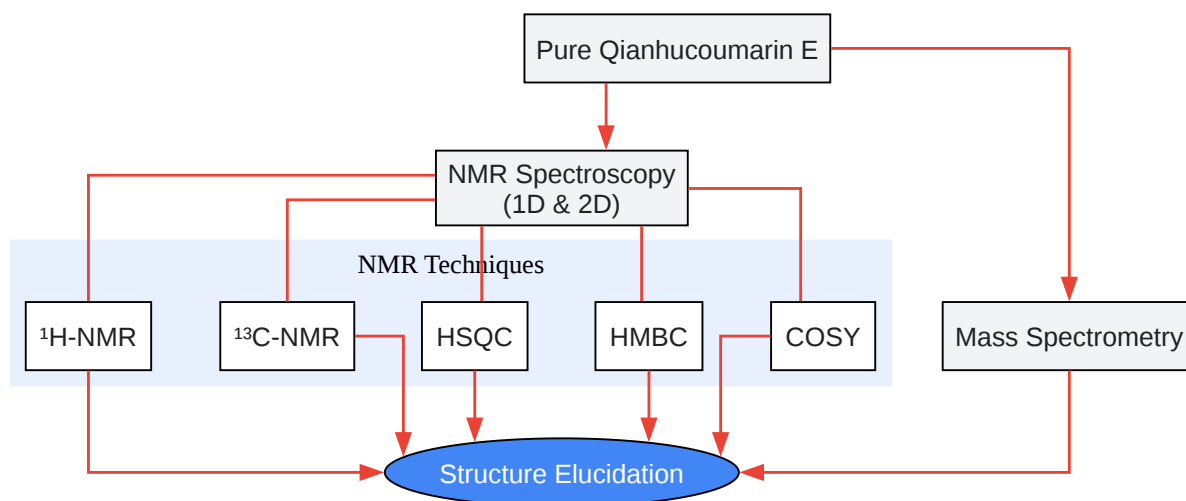 Pure Qianhucoumarin E
NMR Spectroscopy
(1D & 2D)
NMR Techniques
¹H-NMR
¹³C-NMR
HSQC
HMBC
COSY
Mass Spectrometry
Structure Elucidation